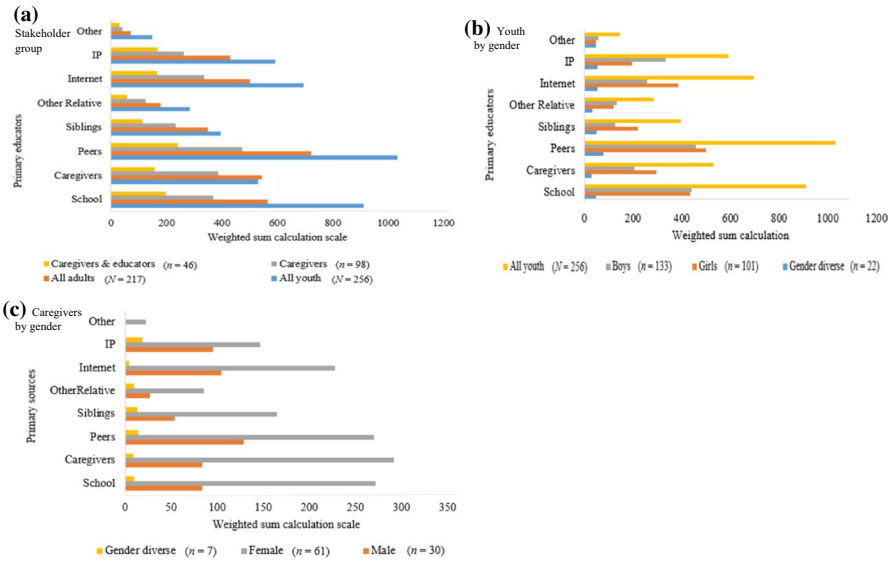 (a)
Stakeholder
group
Other
IP
Internet
Other Relative
Siblings
Peers
Caregivers
School
Primary educators
0 200 400 600 800 1000 1200
Weighted sum calculation scale
Caregivers & educators (n = 46)
Caregivers (n = 98)
All adults (N = 217)
All youth (N = 256)
(b) Youth
by gender
Other
IP
Internet
Other Relative
Siblings
Peers
Caregivers
School
Primary educators
0 200 400 600 800 1000 1200
Weighted sum calculation
All youth (N = 256) Boys (n = 133) Girls (n = 101) Gender diverse (n = 22)
(c) Caregivers
by gender
Other
IP
Internet
OtherRelative
Siblings
Peers
Caregivers
School
Primary sources
0 50 100 150 200 250 300 350
Weighted sum calculation scale
Gender diverse (n = 7) Female (n = 61) Male (n = 30)